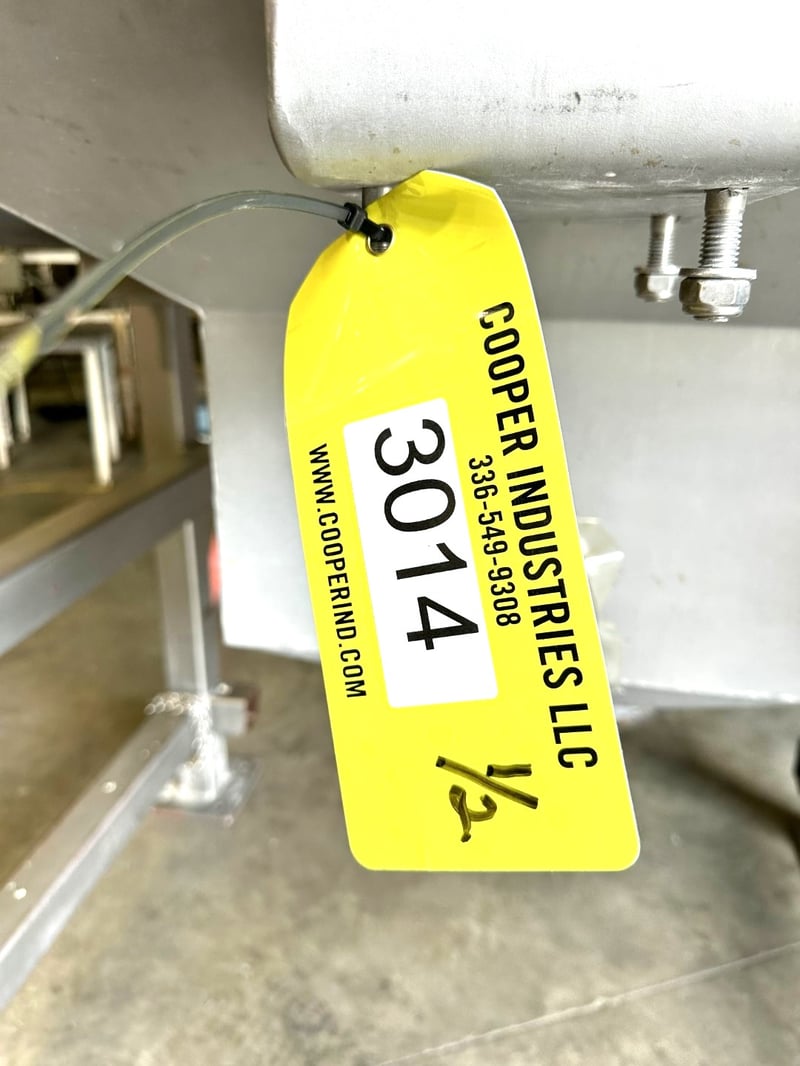 COOPER INDUSTRIES LLC
336-549-9308
3014
WWW.COOPERIND.COM
1/2